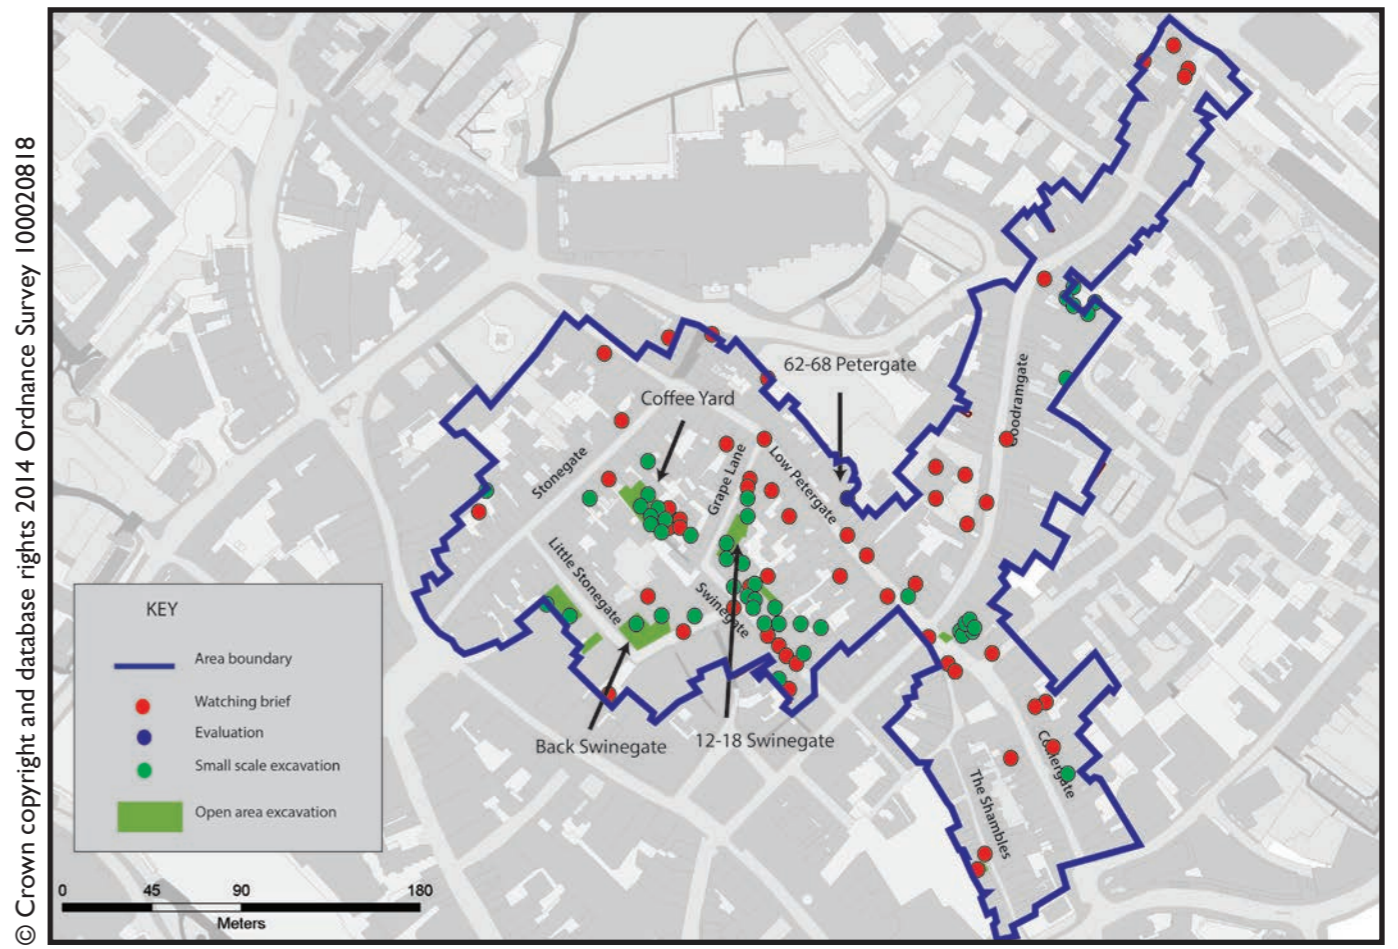 © Crown copyright and database rights 2014 Ordnance Survey 100020818
62-68 Petergate
Coffee Yard
Goodramgate
Stonegate
Grape Lane
Low Petergate
Little Stonegate
Swinegate
Back Swinegate
12-18 Swinegate
Colliergate
The Shambles
KEY
Area boundary
Watching brief
Evaluation
Small scale excavation
Open area excavation
0 45 90 180
Meters